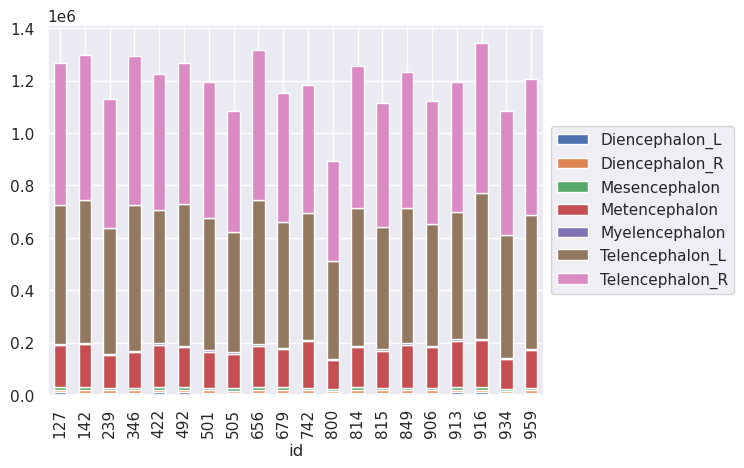 1e6
1.4
1.2
1.0
0.8
0.6
0.4
0.2
0.0
127 142 239 346 422 492 501 505 656 679 742 800 814 815 849 906 913 916 934 959
id
Diencephalon_L
Diencephalon_R
Mesencephalon
Metencephalon
Myelencephalon
Telencephalon_L
Telencephalon_R